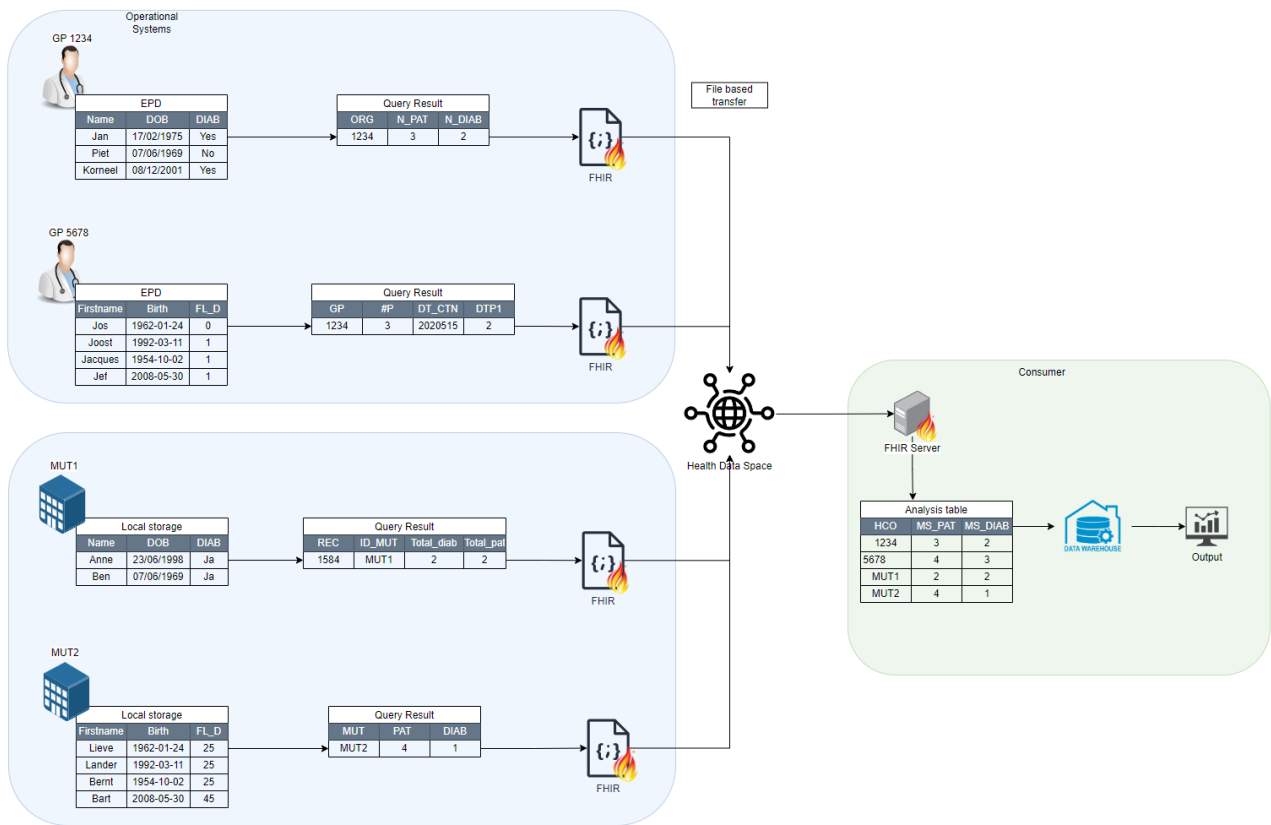 Operational
Systems
GP 1234
EPD
Name DOB DIAB
Jan 17/02/1975 Yes
Piet 07/06/1969 No
Korneel 08/12/2001 Yes
Query Result
ORG N_PAT N_DIAB
1234 3 2
{;}
FHIR
File based
transfer
GP 5678
EPD
Firstname Birth FL_D
Jos 1962-01-24 0
Joost 1992-03-11 1
Jacques 1954-10-02 1
Jef 2008-05-30 1
Query Result
GP #P DT_CTN DTP1
1234 3 2020515 2
{;}
FHIR
Health Data Space
MUT1
Local storage
Name DOB DIAB
Anne 23/06/1998 Ja
Ben 07/06/1969 Ja
Query Result
REC ID_MUT Total_diab Total_pat
1584 MUT1 2 2
{;}
FHIR
MUT2
Local storage
Firstname Birth FL_D
Lieve 1962-01-24 25
Lander 1992-03-11 25
Bernt 1954-10-02 25
Bart 2008-05-30 45
Query Result
MUT PAT DIAB
MUT2 4 1
{;}
FHIR
Consumer
FHIR Server
Analysis table
HCO MS_PAT MS_DIAB
1234 3 2
5678 4 3
MUT1 2 2
MUT2 4 1
DATA WAREHOUSE
Output